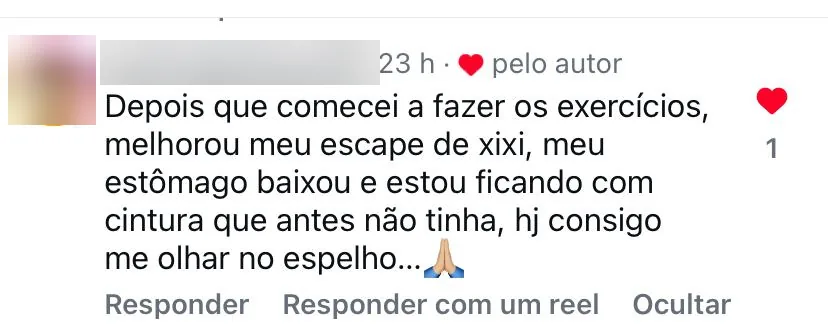 23 h · ❤️ pelo autor
Depois que comecei a fazer os exercícios,
melhorou meu escape de xixi, meu
estômago baixou e estou ficando com
cintura que antes não tinha, hj consigo
me olhar no espelho...🙏🏼
1
Responder Responder com um reel Ocultar